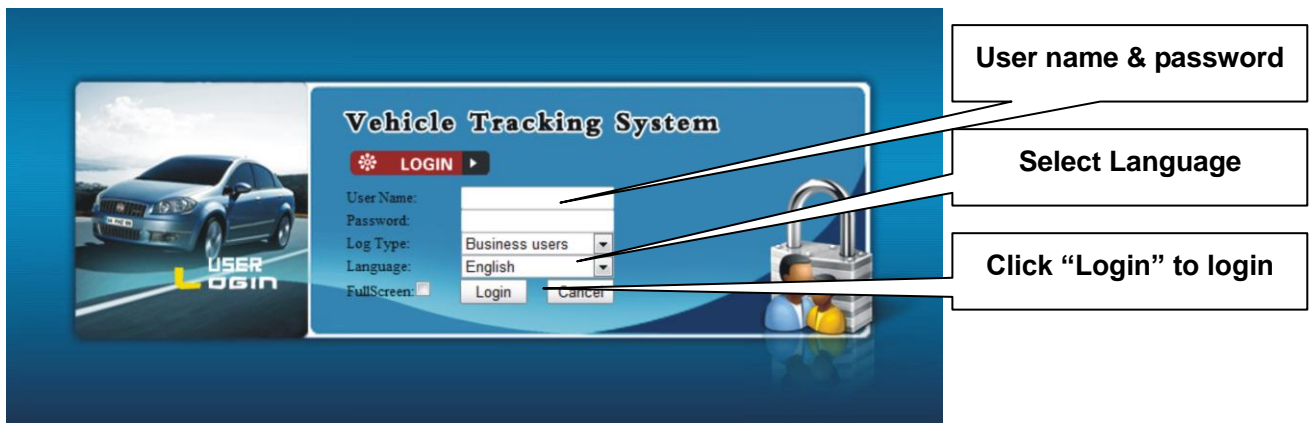 Vehicle Tracking System
LOGIN
User Name:
Password:
Log Type: Business users
Language: English
FullScreen: Login Cancel
USER
LOGIN
User name & password
Select Language
Click “Login” to login